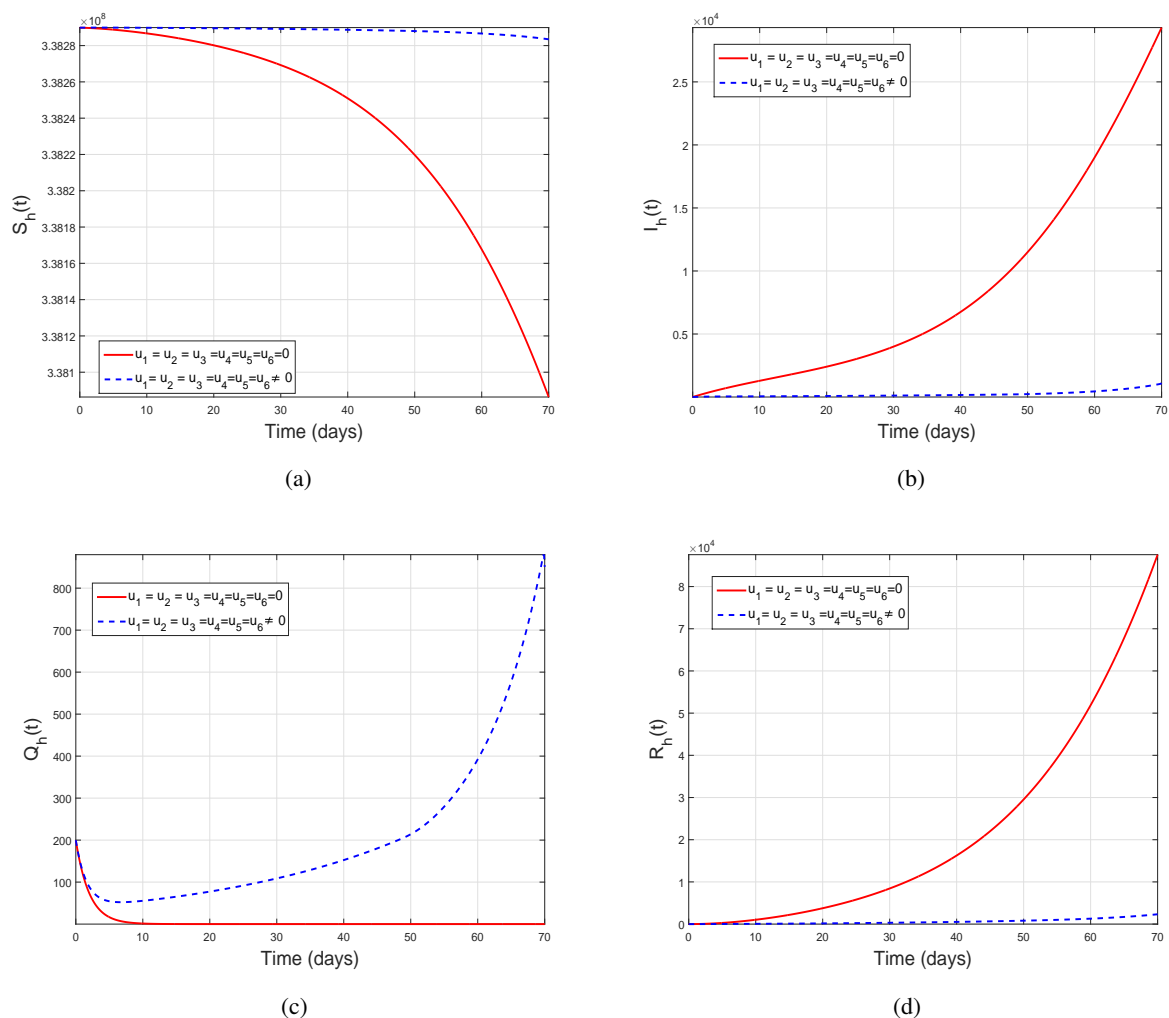 ×10^8
3.3828
3.3826
3.3824
3.3822
3.382
3.3818
3.3816
3.3814
3.3812
3.381
S_h(t)
u_1 = u_2 = u_3 =u_4=u_5=u_6=0
u_1= u_2 = u_3 =u_4=u_5=u_6≠ 0
0 10 20 30 40 50 60 70
Time (days)
(a)
×10^4
2.5
2
1.5
1
0.5
I_h(t)
u_1 = u_2 = u_3 =u_4=u_5=u_6=0
u_1= u_2 = u_3 =u_4=u_5=u_6≠ 0
0 10 20 30 40 50 60 70
Time (days)
(b)
800
700
600
500
400
300
200
100
Q_h(t)
u_1 = u_2 = u_3 =u_4=u_5=u_6=0
u_1= u_2 = u_3 =u_4=u_5=u_6≠ 0
0 10 20 30 40 50 60 70
Time (days)
(c)
×10^4
8
7
6
5
4
3
2
1
0
R_h(t)
u_1 = u_2 = u_3 =u_4=u_5=u_6=0
u_1= u_2 = u_3 =u_4=u_5=u_6≠ 0
0 10 20 30 40 50 60 70
Time (days)
(d)